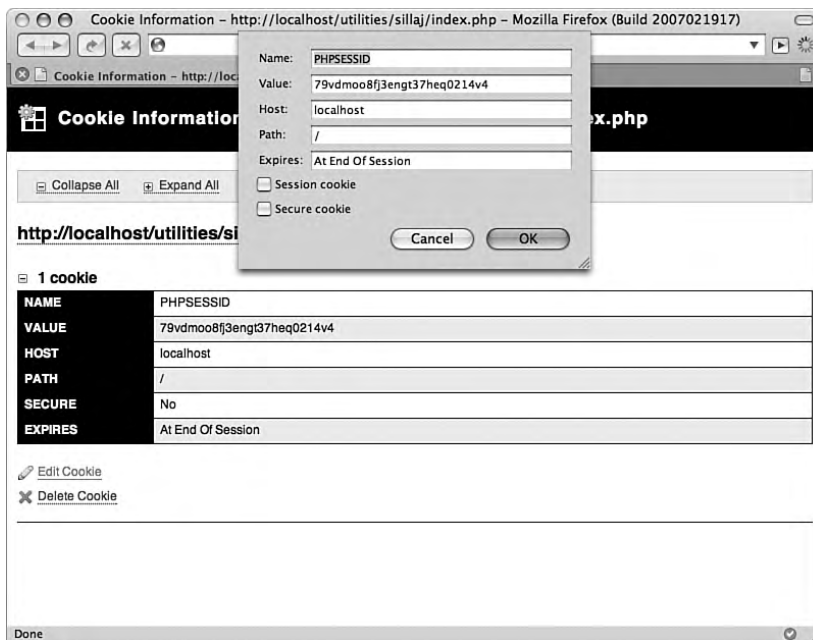 Cookie Information – http://localhost/utilities/sillaj/index.php – Mozilla Firefox (Build 2007021917)
Cookie Information – http://loc
Cookie Information
ex.php
Name: PHPSESSID
Value: 79vdmoo8fj3engt37heq0214v4
Host: localhost
Path: /
Expires: At End Of Session
Session cookie
Secure cookie
Cancel OK
Collapse All Expand All
http://localhost/utilities/si
1 cookie
NAME PHPSESSID
VALUE 79vdmoo8fj3engt37heq0214v4
HOST localhost
PATH /
SECURE No
EXPIRES At End Of Session
Edit Cookie
Delete Cookie
Done